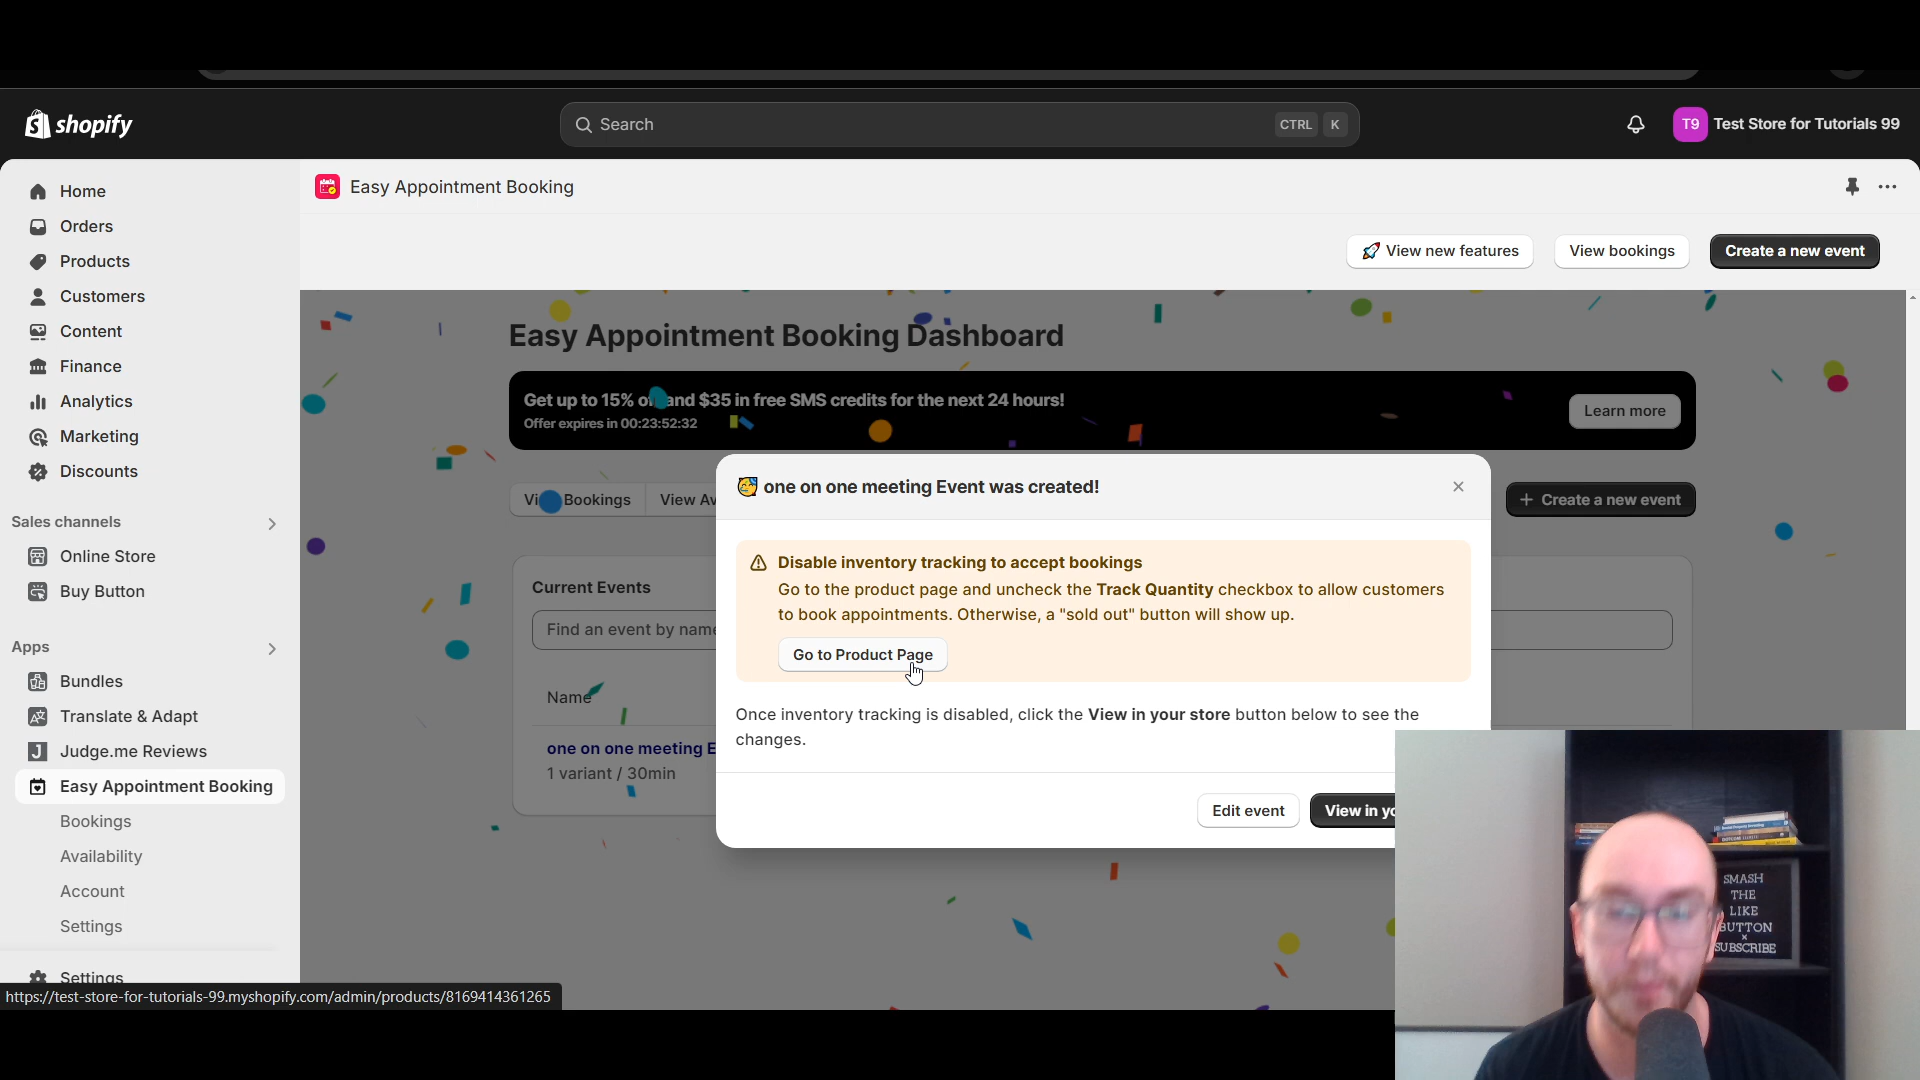 shopify
Search
CTRL K
T9
Test Store for Tutorials 99
Home
Orders
Products
Customers
Content
Finance
Analytics
Marketing
Discounts
Sales channels
Online Store
Buy Button
Apps
Bundles
Translate & Adapt
Judge.me Reviews
Easy Appointment Booking
Bookings
Availability
Account
Settings
Settings
https://test-store-for-tutorials-99.myshopify.com/admin/products/8169414361265
Easy Appointment Booking
View new features
View bookings
Create a new event
Easy Appointment Booking Dashboard
Get up to 15% and $35 in free SMS credits for the next 24 hours!
Offer expires in 00:23:52:32
Learn more
Bookings
View Av
+ Create a new event
Current Events
Find an event by name
Name
one on one meeting E
1 variant / 30min
one on one meeting Event was created!
Disable inventory tracking to accept bookings
Go to the product page and uncheck the Track Quantity checkbox to allow customers
to book appointments. Otherwise, a "sold out" button will show up.
Go to Product Page
Once inventory tracking is disabled, click the View in your store button below to see the
changes.
Edit event
View in yo
SMASH
THE
LIKE
BUTTON
×
SUBSCRIBE